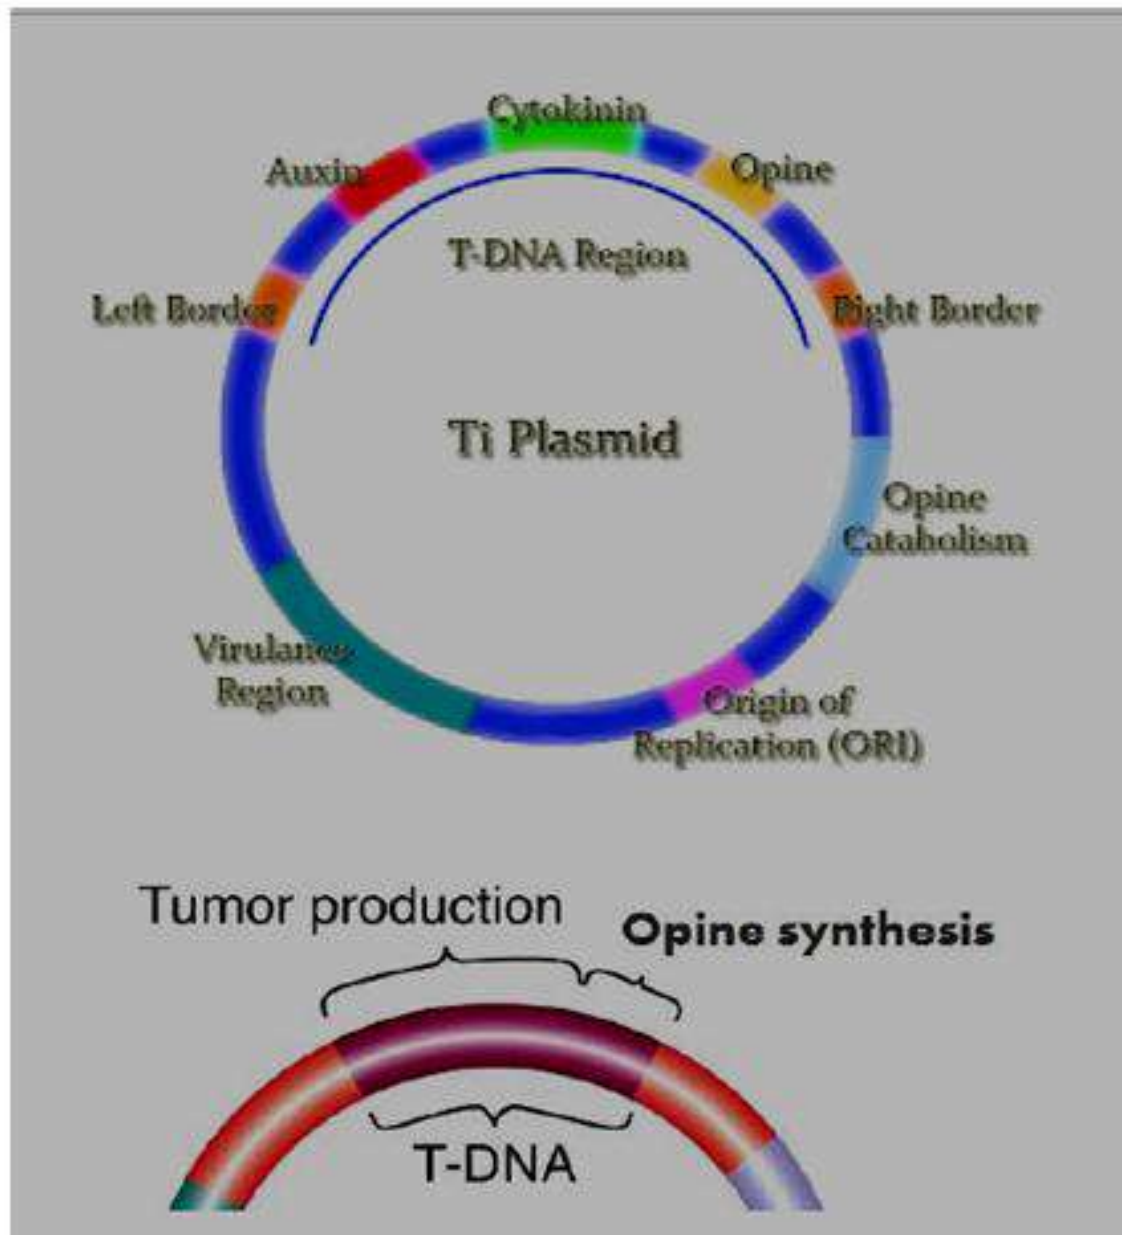 Cytokinin
Auxin
Opine
T-DNA Region
Left Border
Right Border
Ti Plasmid
Opine
Catabolism
Virulance
Region
Origin of
Replication (ORI)
Tumor production
Opine synthesis
T-DNA